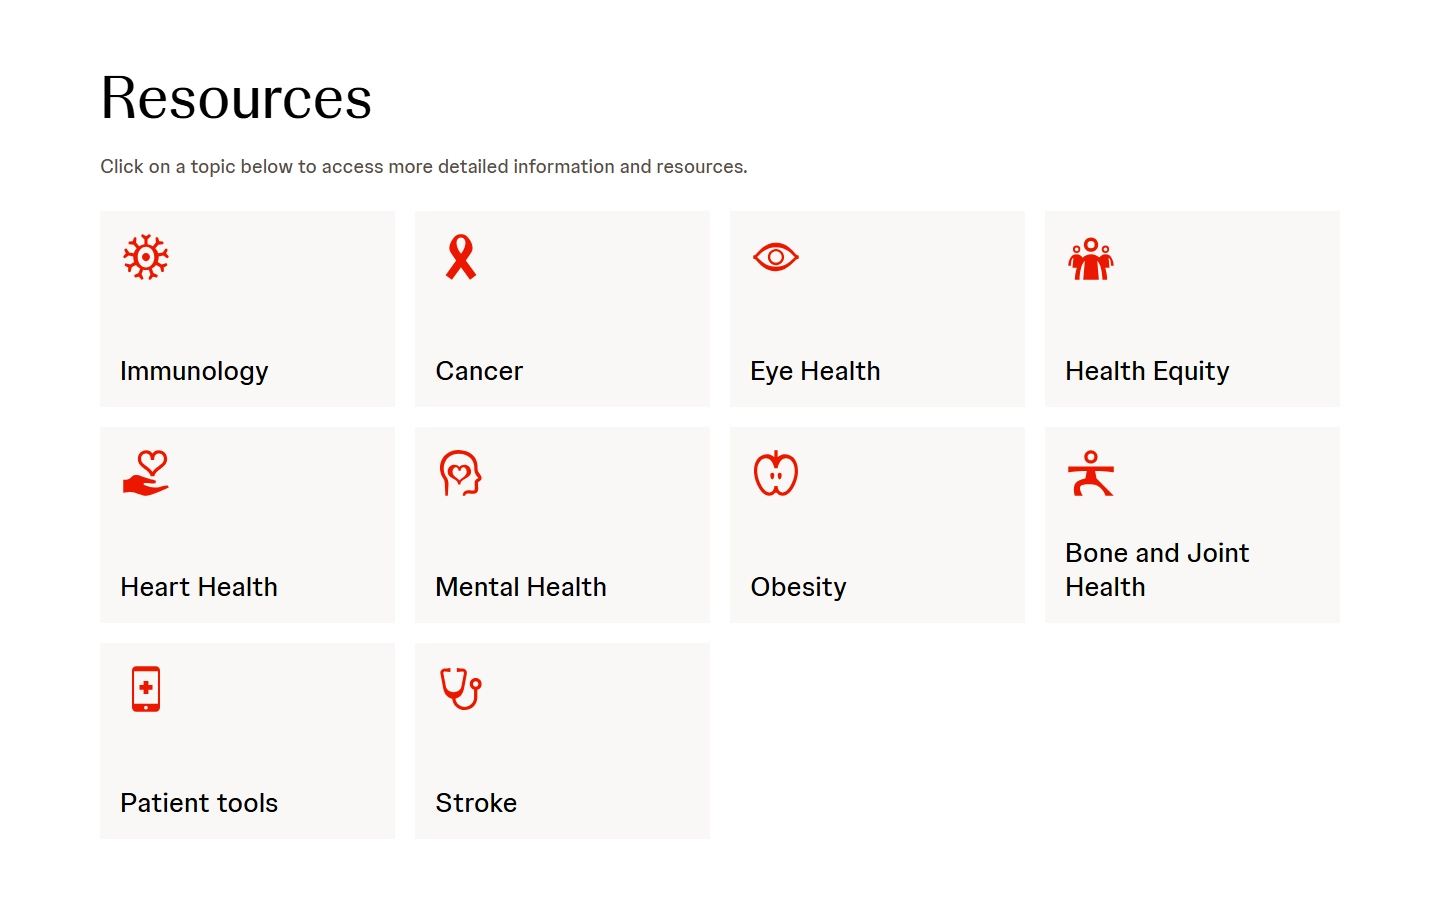 Resources
Click on a topic below to access more detailed information and resources.
Immunology
Cancer
Eye Health
Health Equity
Heart Health
Mental Health
Obesity
Bone and Joint
Health
Patient tools
Stroke